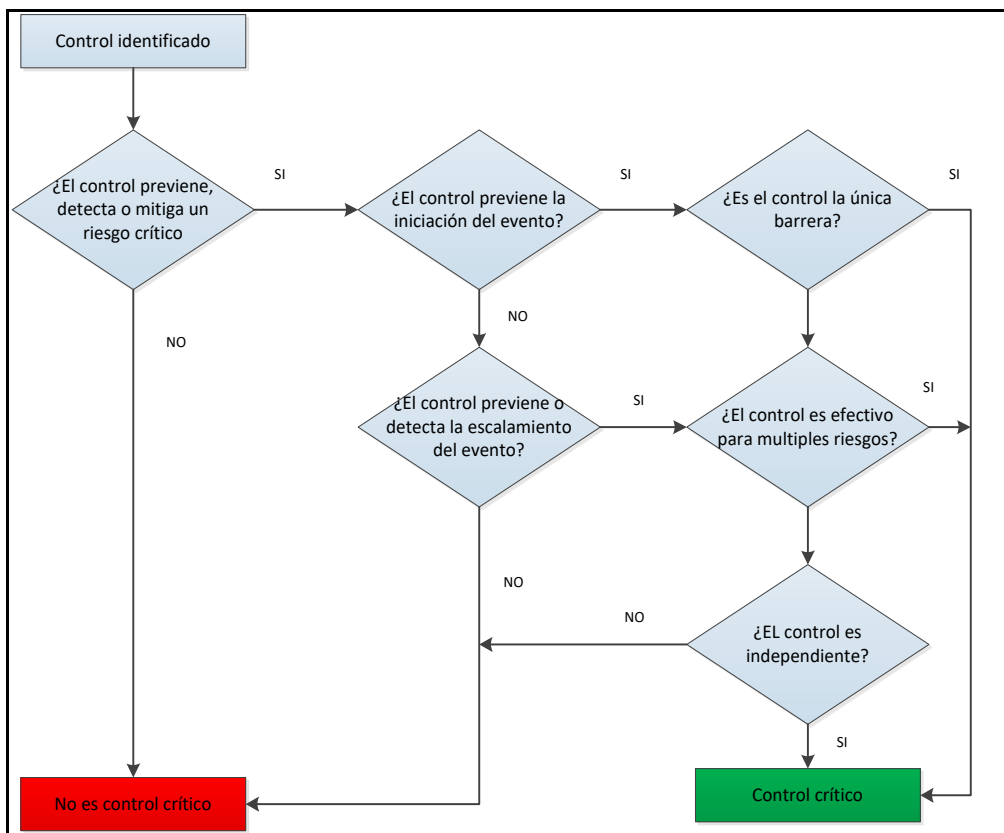 Control identificado
¿El control previene,
detecta o mitiga un
riesgo crítico
SI
¿El control previene la
iniciación del evento?
SI
¿Es el control la única
barrera?
SI
NO
NO
¿El control previene o
detecta la escalamiento
del evento?
SI
¿El control es efectivo
para multiples riesgos?
SI
NO
NO
¿EL control es
independiente?
SI
No es control crítico
Control crítico